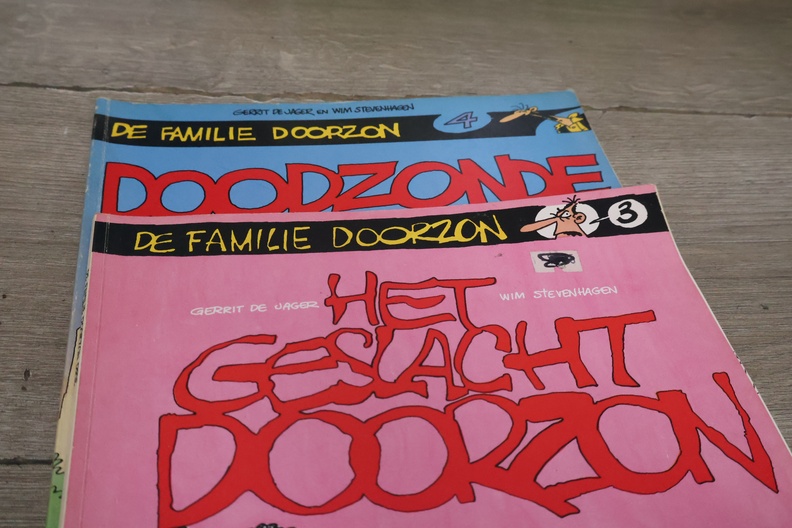 GERRIT DE JAGER EN WIM STEVENHAGEN
DE FAMILIE DOORZON
4
DOODZONDE
DE FAMILIE DOORZON
3
GERRIT DE JAGER
HET
WIM STEVENHAGEN
GESLACHT
DOORZON